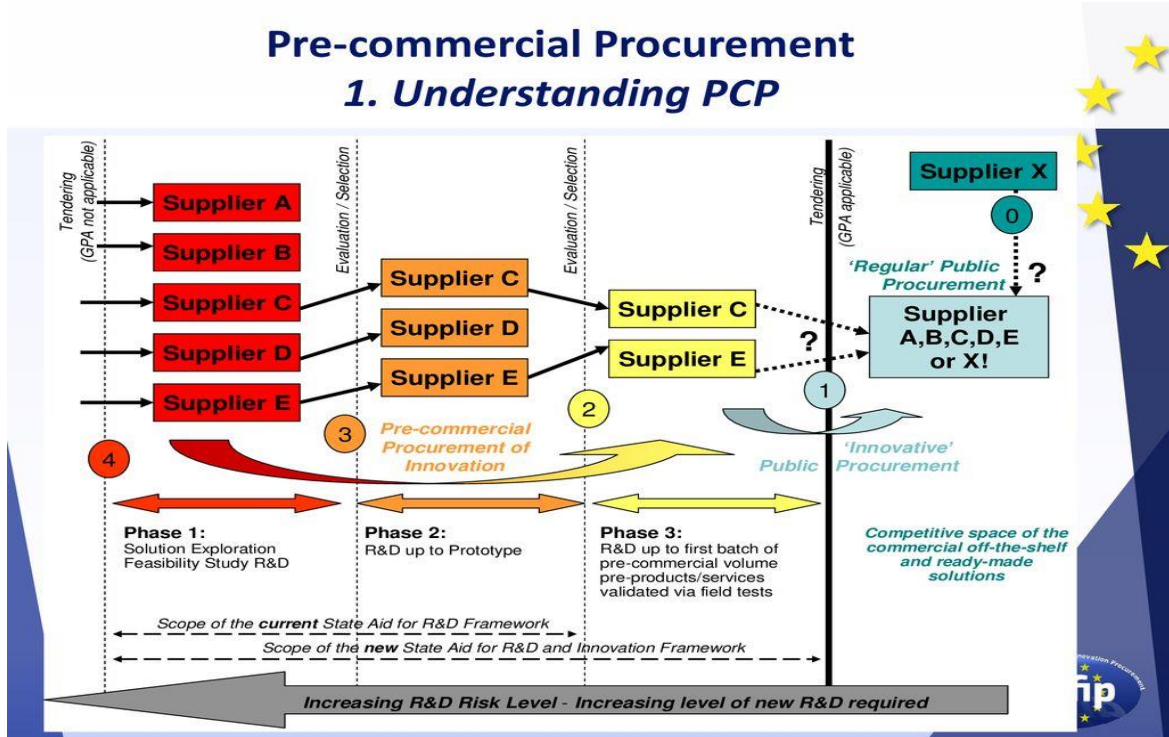 Pre-commercial Procurement
1. Understanding PCP
Tendering
(GPA not applicable)
Supplier A
Supplier B
Supplier C
Supplier D
Supplier E
Evaluation / Selection
Supplier C
Supplier D
Supplier E
Evaluation / Selection
Supplier C
Supplier E
?
Tendering
(GPA applicable)
Supplier X
0
?
'Regular' Public
Procurement
Supplier
A,B,C,D,E
or X!
4
3
2
1
Pre-commercial
Procurement of
Innovation
'Innovative'
Public Procurement
Phase 1:
Solution Exploration
Feasibility Study R&D
Phase 2:
R&D up to Prototype
Phase 3:
R&D up to first batch of
pre-commercial volume
pre-products/services
validated via field tests
Competitive space of the
commercial off-the-shelf
and ready-made
solutions
Scope of the current State Aid for R&D Framework
Scope of the new State Aid for R&D and Innovation Framework
Increasing R&D Risk Level - Increasing level of new R&D required
Innovation Procurement
fip